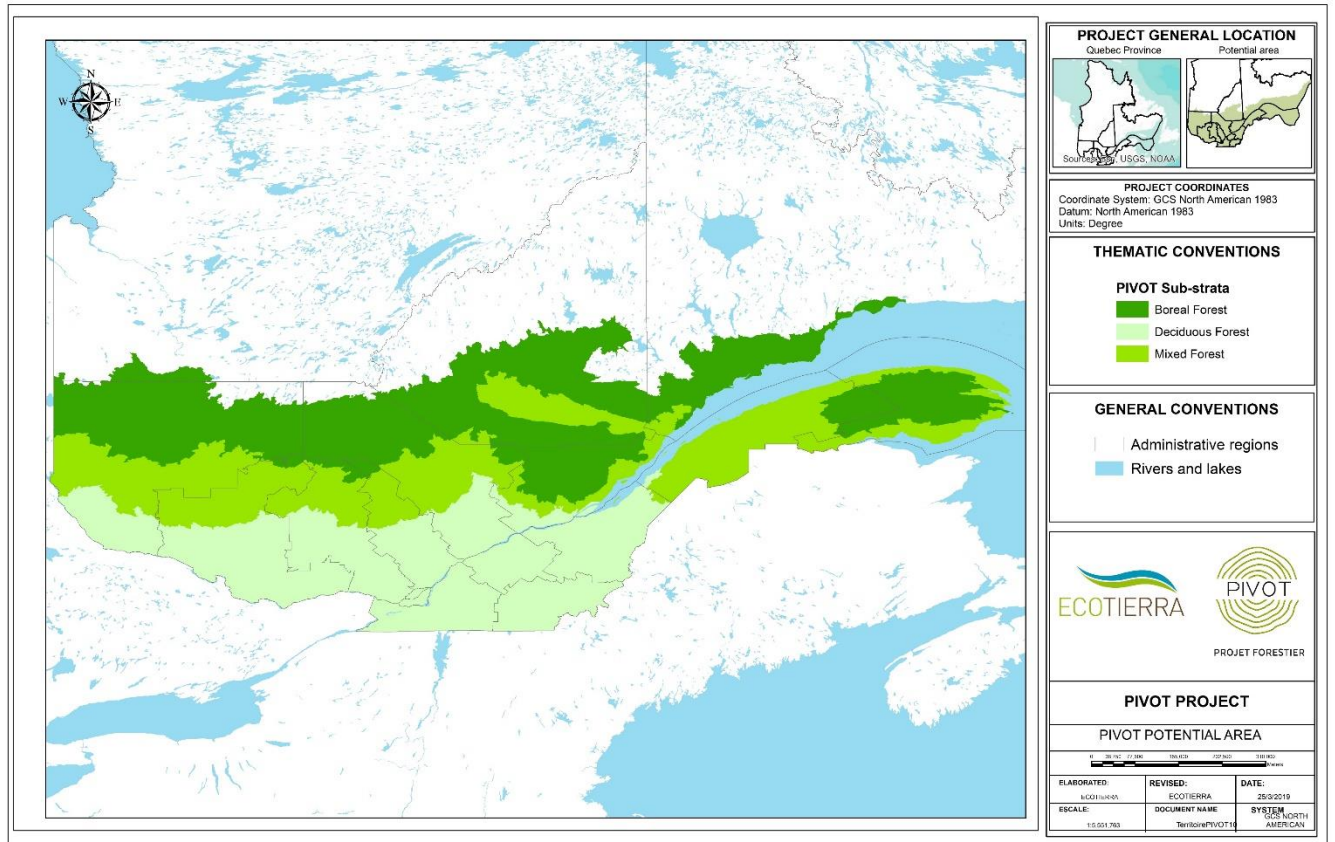 N
W E
S
PROJECT GENERAL LOCATION
Quebec Province Potential area
USGS, NOAA
PROJECT COORDINATES
Coordinate System: GCS North American 1983
Datum: North American 1983
Units: Degree
THEMATIC CONVENTIONS
PIVOT Sub-strata
Boreal Forest
Deciduous Forest
Mixed Forest
GENERAL CONVENTIONS
Administrative regions
Rivers and lakes
ECOTIERRA
PIVOT
PROJET FORESTIER
PIVOT PROJECT
PIVOT POTENTIAL AREA
0
Meters
ELABORATED: REVISED: DATE:
ECOTIERRA ECOTIERRA 25/3/2019
ESCALE: DOCUMENT NAME SYSTEM
TerritoirePIVOT10 GCS NORTH
AMERICAN